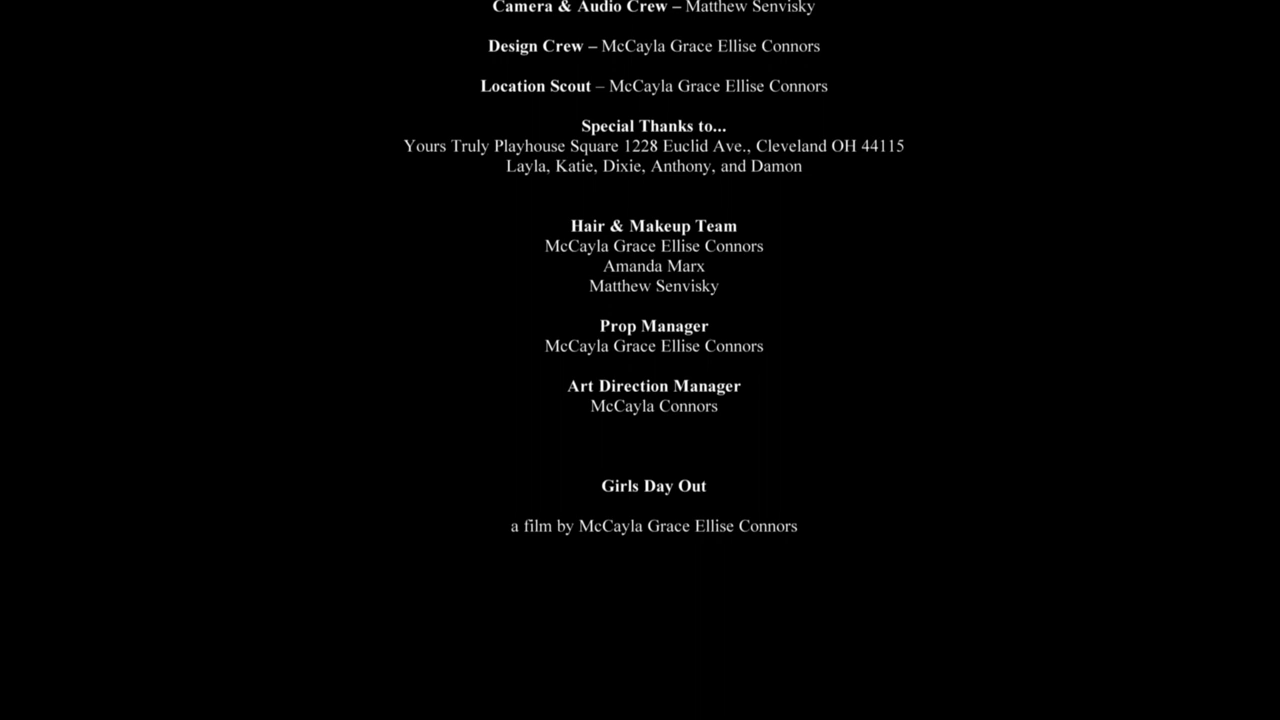 Camera & Audio Crew – Matthew Senvisky
Design Crew – McCayla Grace Ellise Connors
Location Scout – McCayla Grace Ellise Connors
Special Thanks to...
Yours Truly Playhouse Square 1228 Euclid Ave., Cleveland OH 44115
Layla, Katie, Dixie, Anthony, and Damon
Hair & Makeup Team
McCayla Grace Ellise Connors
Amanda Marx
Matthew Senvisky
Prop Manager
McCayla Grace Ellise Connors
Art Direction Manager
McCayla Connors
Girls Day Out
a film by McCayla Grace Ellise Connors